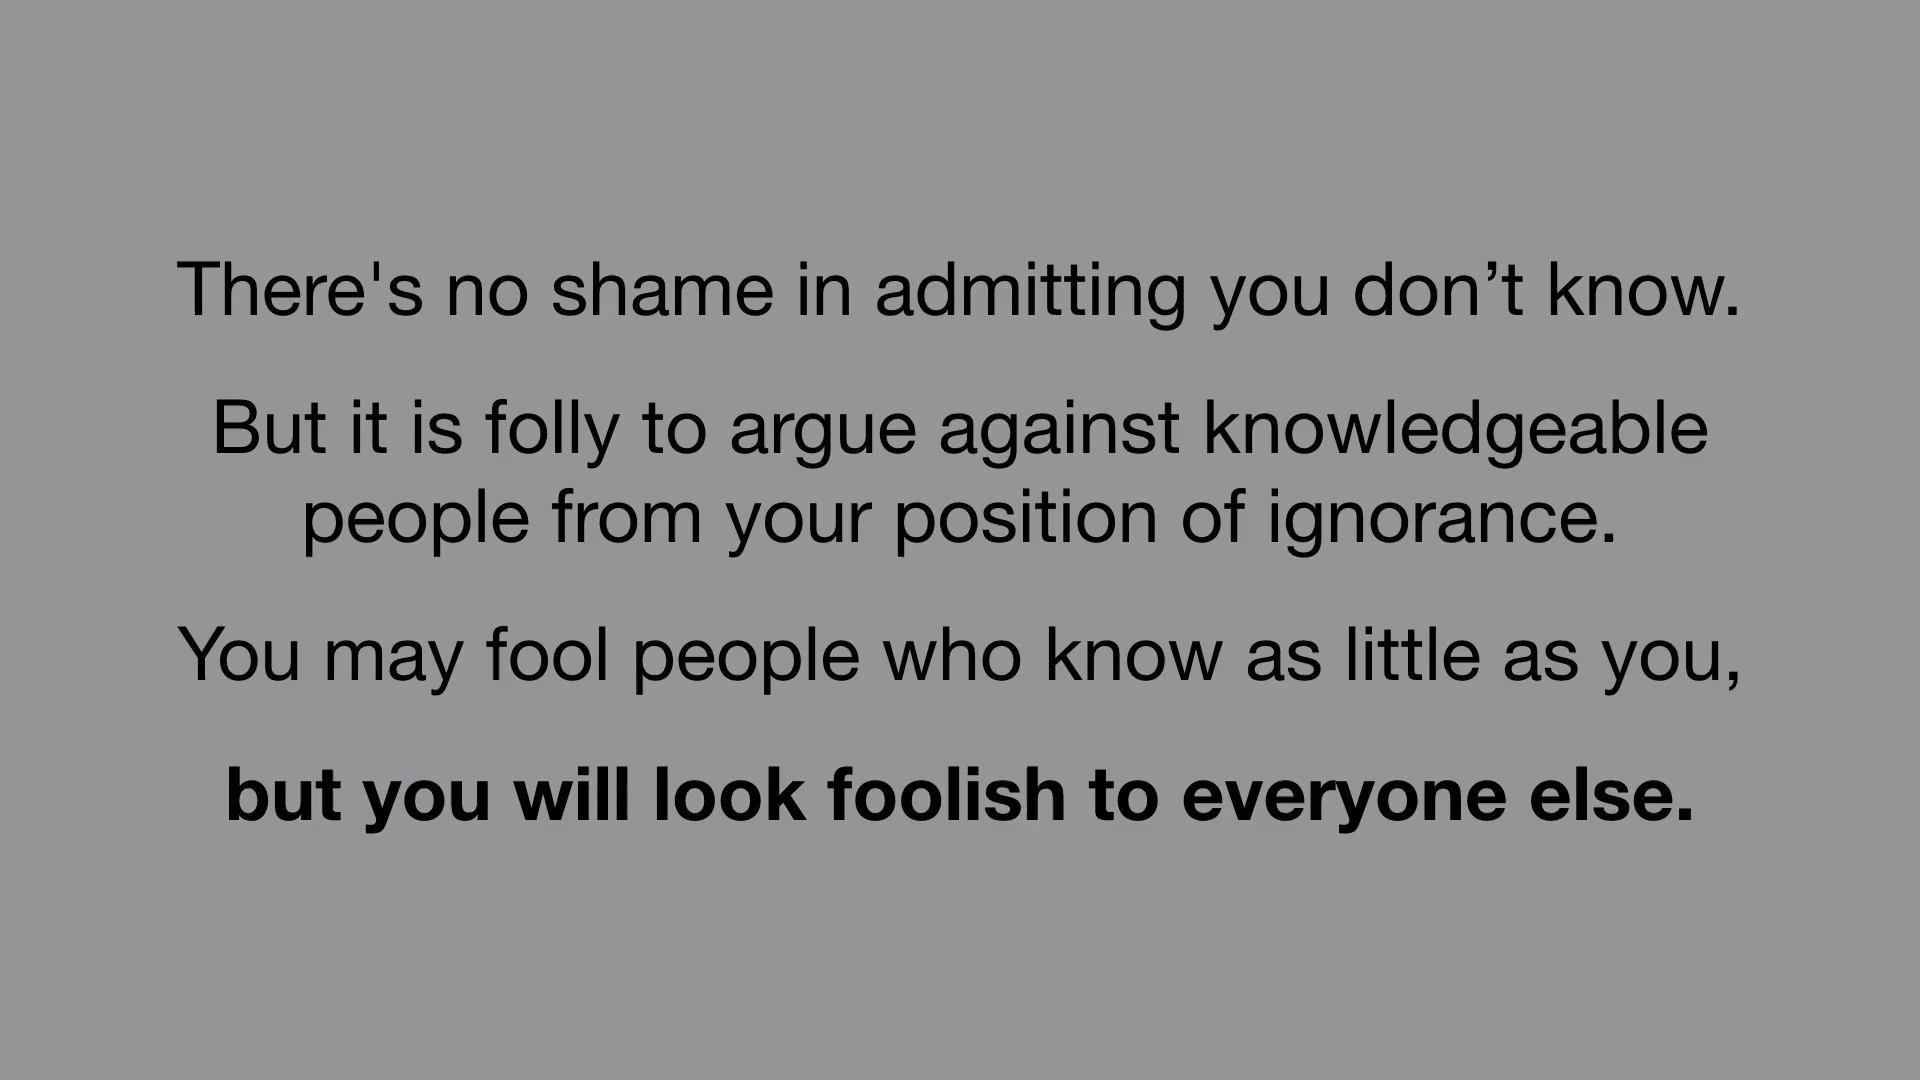 There's no shame in admitting you don’t know.
But it is folly to argue against knowledgeable
people from your position of ignorance.
You may fool people who know as little as you,
but you will look foolish to everyone else.